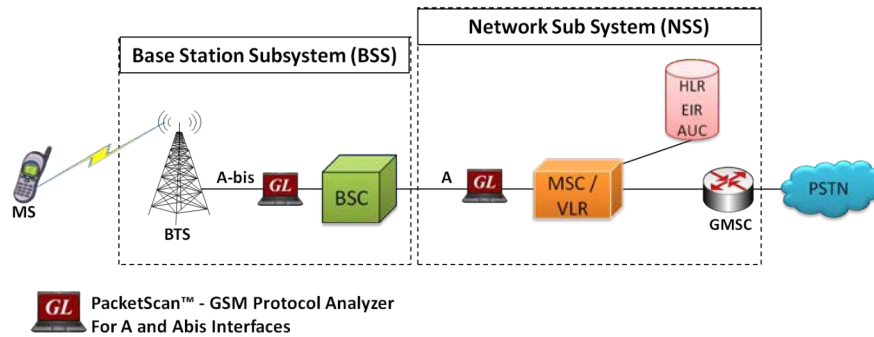 Network Sub System (NSS)
Base Station Subsystem (BSS)
HLR
EIR
AUC
MS
BTS
A-bis
GL
BSC
A
GL
MSC /
VLR
GMSC
PSTN
GL
PacketScan™ - GSM Protocol Analyzer
For A and Abis Interfaces